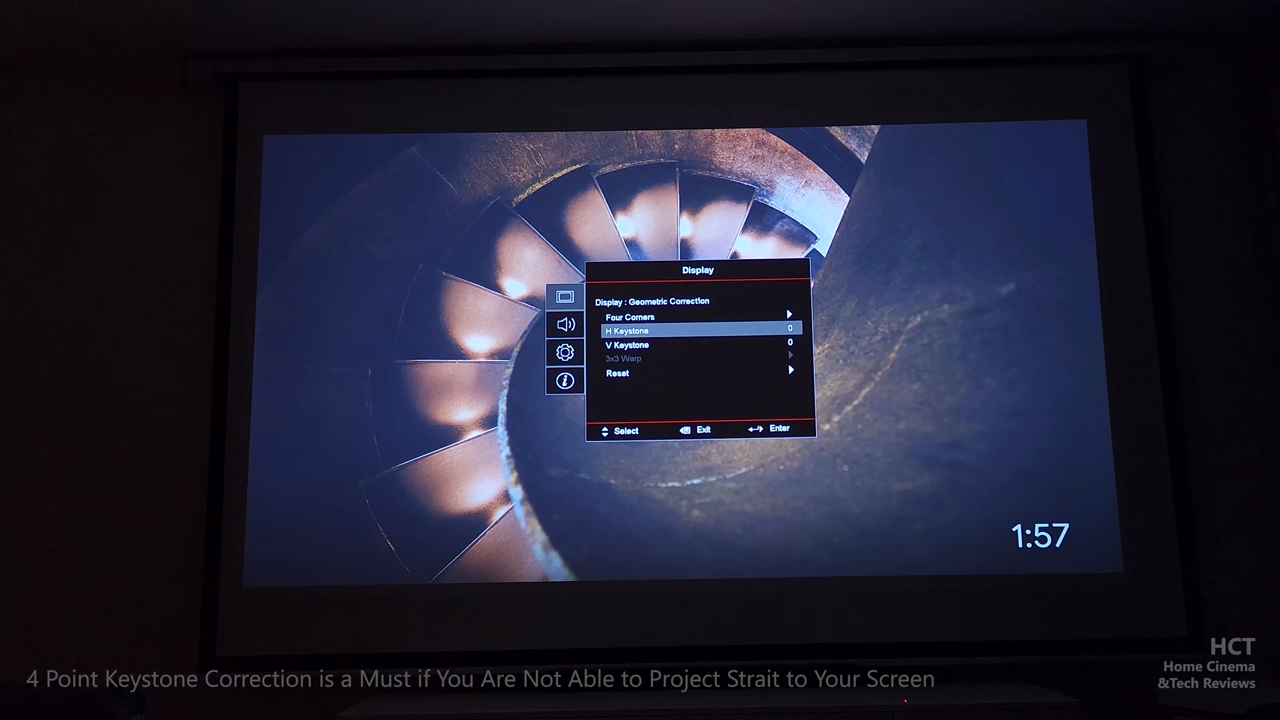 Display
Display : Geometric Correction
Four Corners
H Keystone 0
V Keystone 0
3x3 Warp
Reset
Select Exit Enter
1:57
HCT
Home Cinema
&Tech Reviews
4 Point Keystone Correction is a Must if You Are Not Able to Project Strait to Your Screen